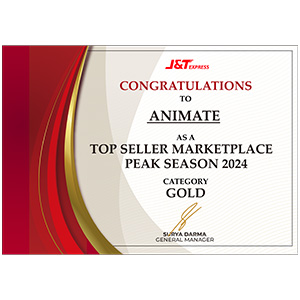 J&T EXPRESS
CONGRATULATIONS
TO
ANIMATE
AS A
TOP SELLER MARKETPLACE
PEAK SEASON 2024
CATEGORY
GOLD
SURYA DARMA
GENERAL MANAGER